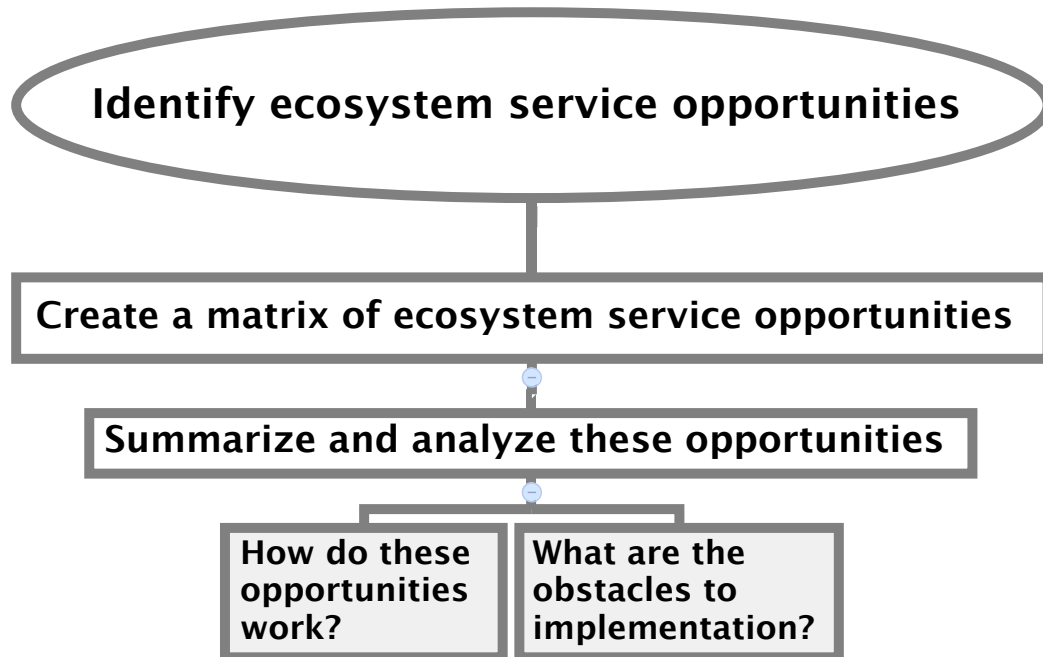 Identify ecosystem service opportunities
Create a matrix of ecosystem service opportunities
Summarize and analyze these opportunities
How do these
opportunities
work?
What are the
obstacles to
implementation?